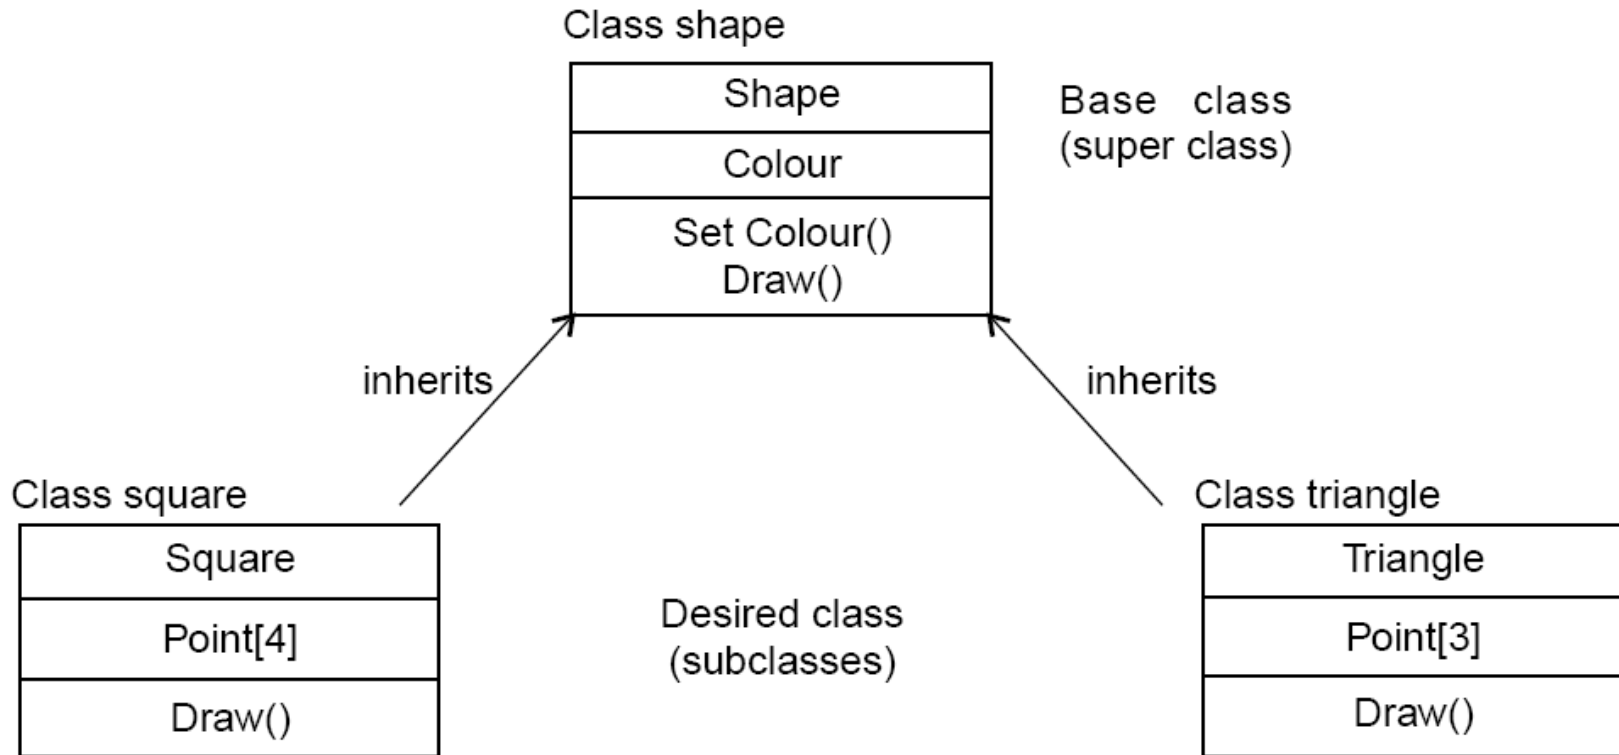 Class shape
Shape
Base class
(super class)
Colour
Set Colour()
Draw()
inherits
inherits
Class square
Class triangle
Square
Triangle
Point[4]
Desired class
(subclasses)
Point[3]
Draw()
Draw()